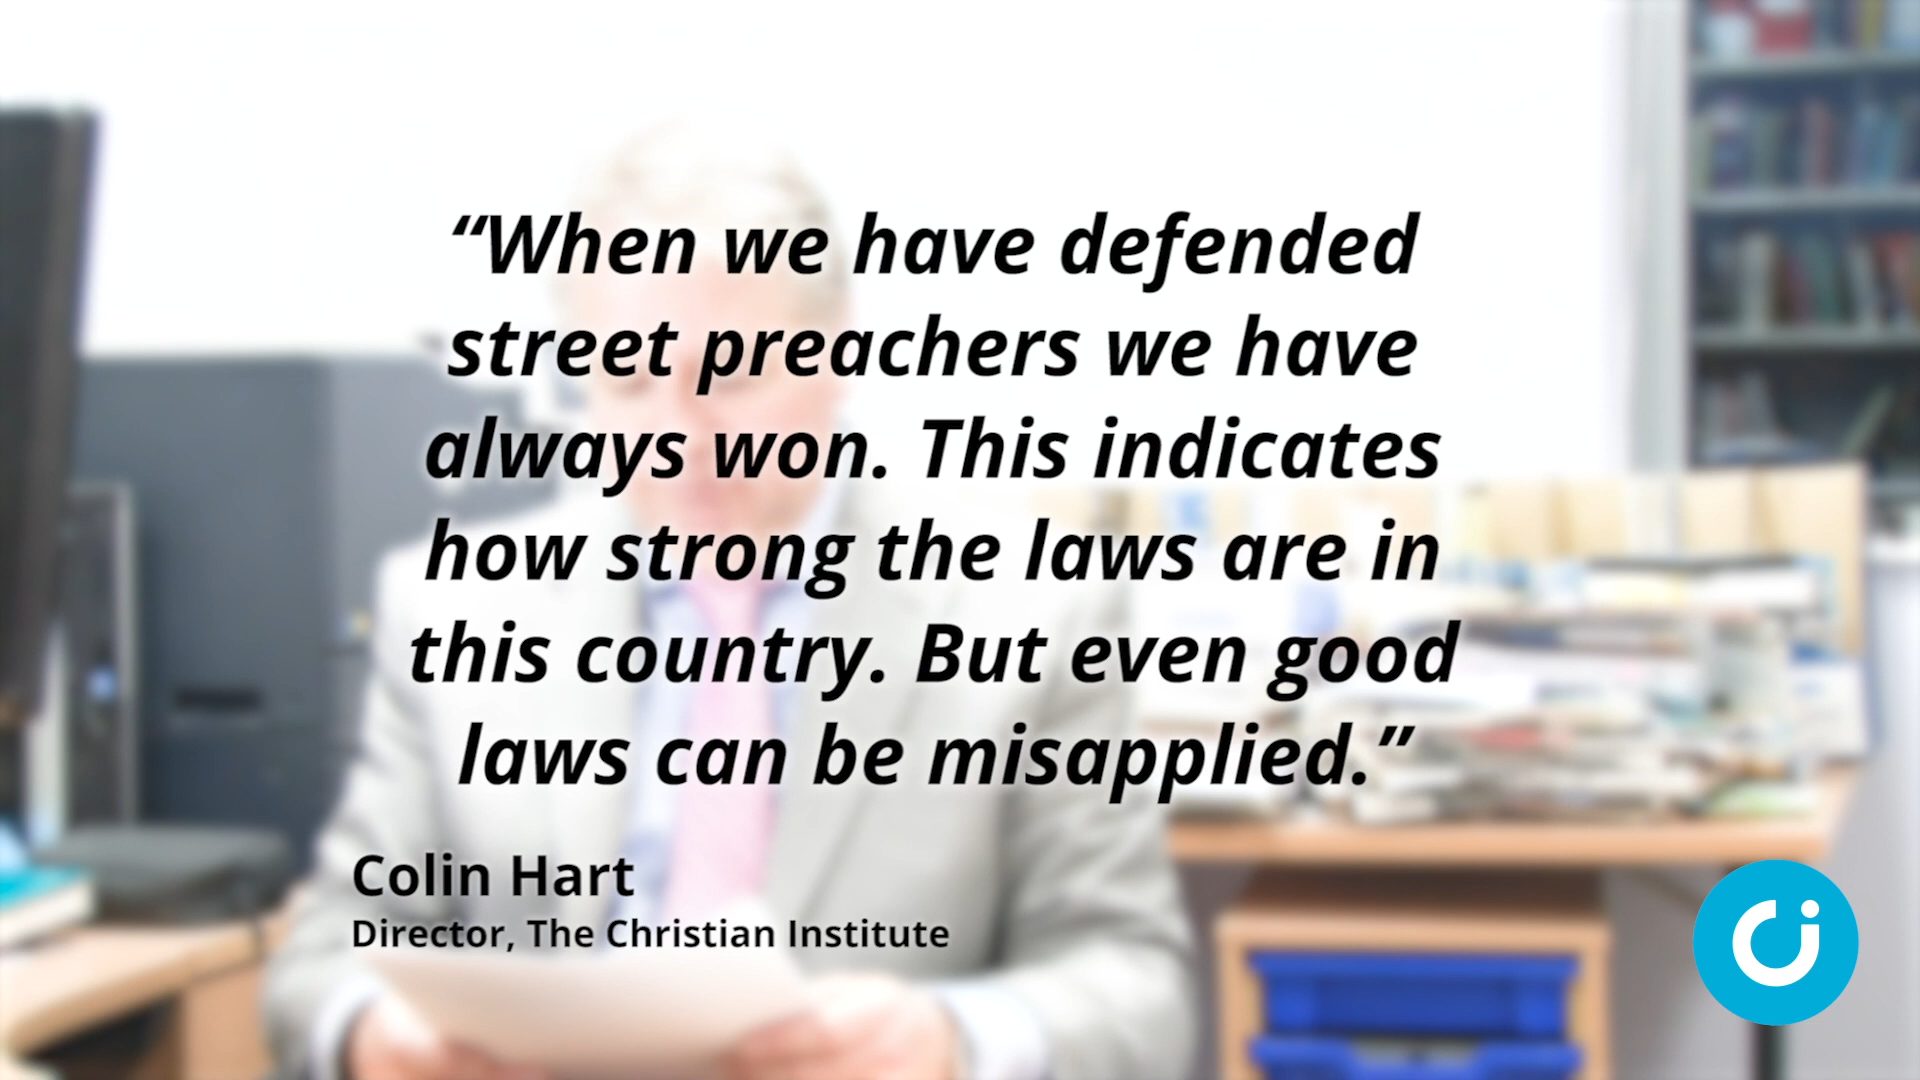 “When we have defended
street preachers we have
always won. This indicates
how strong the laws are in
this country. But even good
laws can be misapplied.”
Colin Hart
Director, The Christian Institute